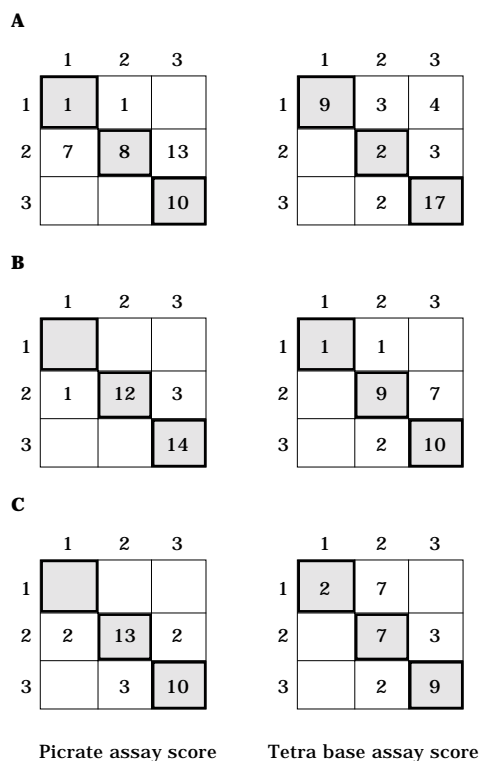 A
1 2 3 1 2 3
1 1 1 1 9 3 4
2 7 8 13 2 2 3
3 10 3 2 17
B
1 2 3 1 2 3
1 1 1 1
2 1 12 3 2 9 7
3 14 3 2 10
C
1 2 3 1 2 3
1 1 2 7
2 2 13 2 2 7 3
3 3 10 3 2 9
Picrate assay score Tetra base assay score